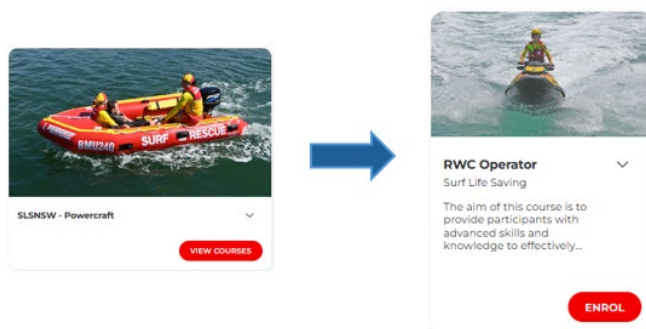 SURF RESCUE
BMU240
SLSNSW - Powercraft
VIEW COURSES
RWC Operator
Surf Life Saving
The aim of this course is to
provide participants with
advanced skills and
knowledge to effectively...
ENROL